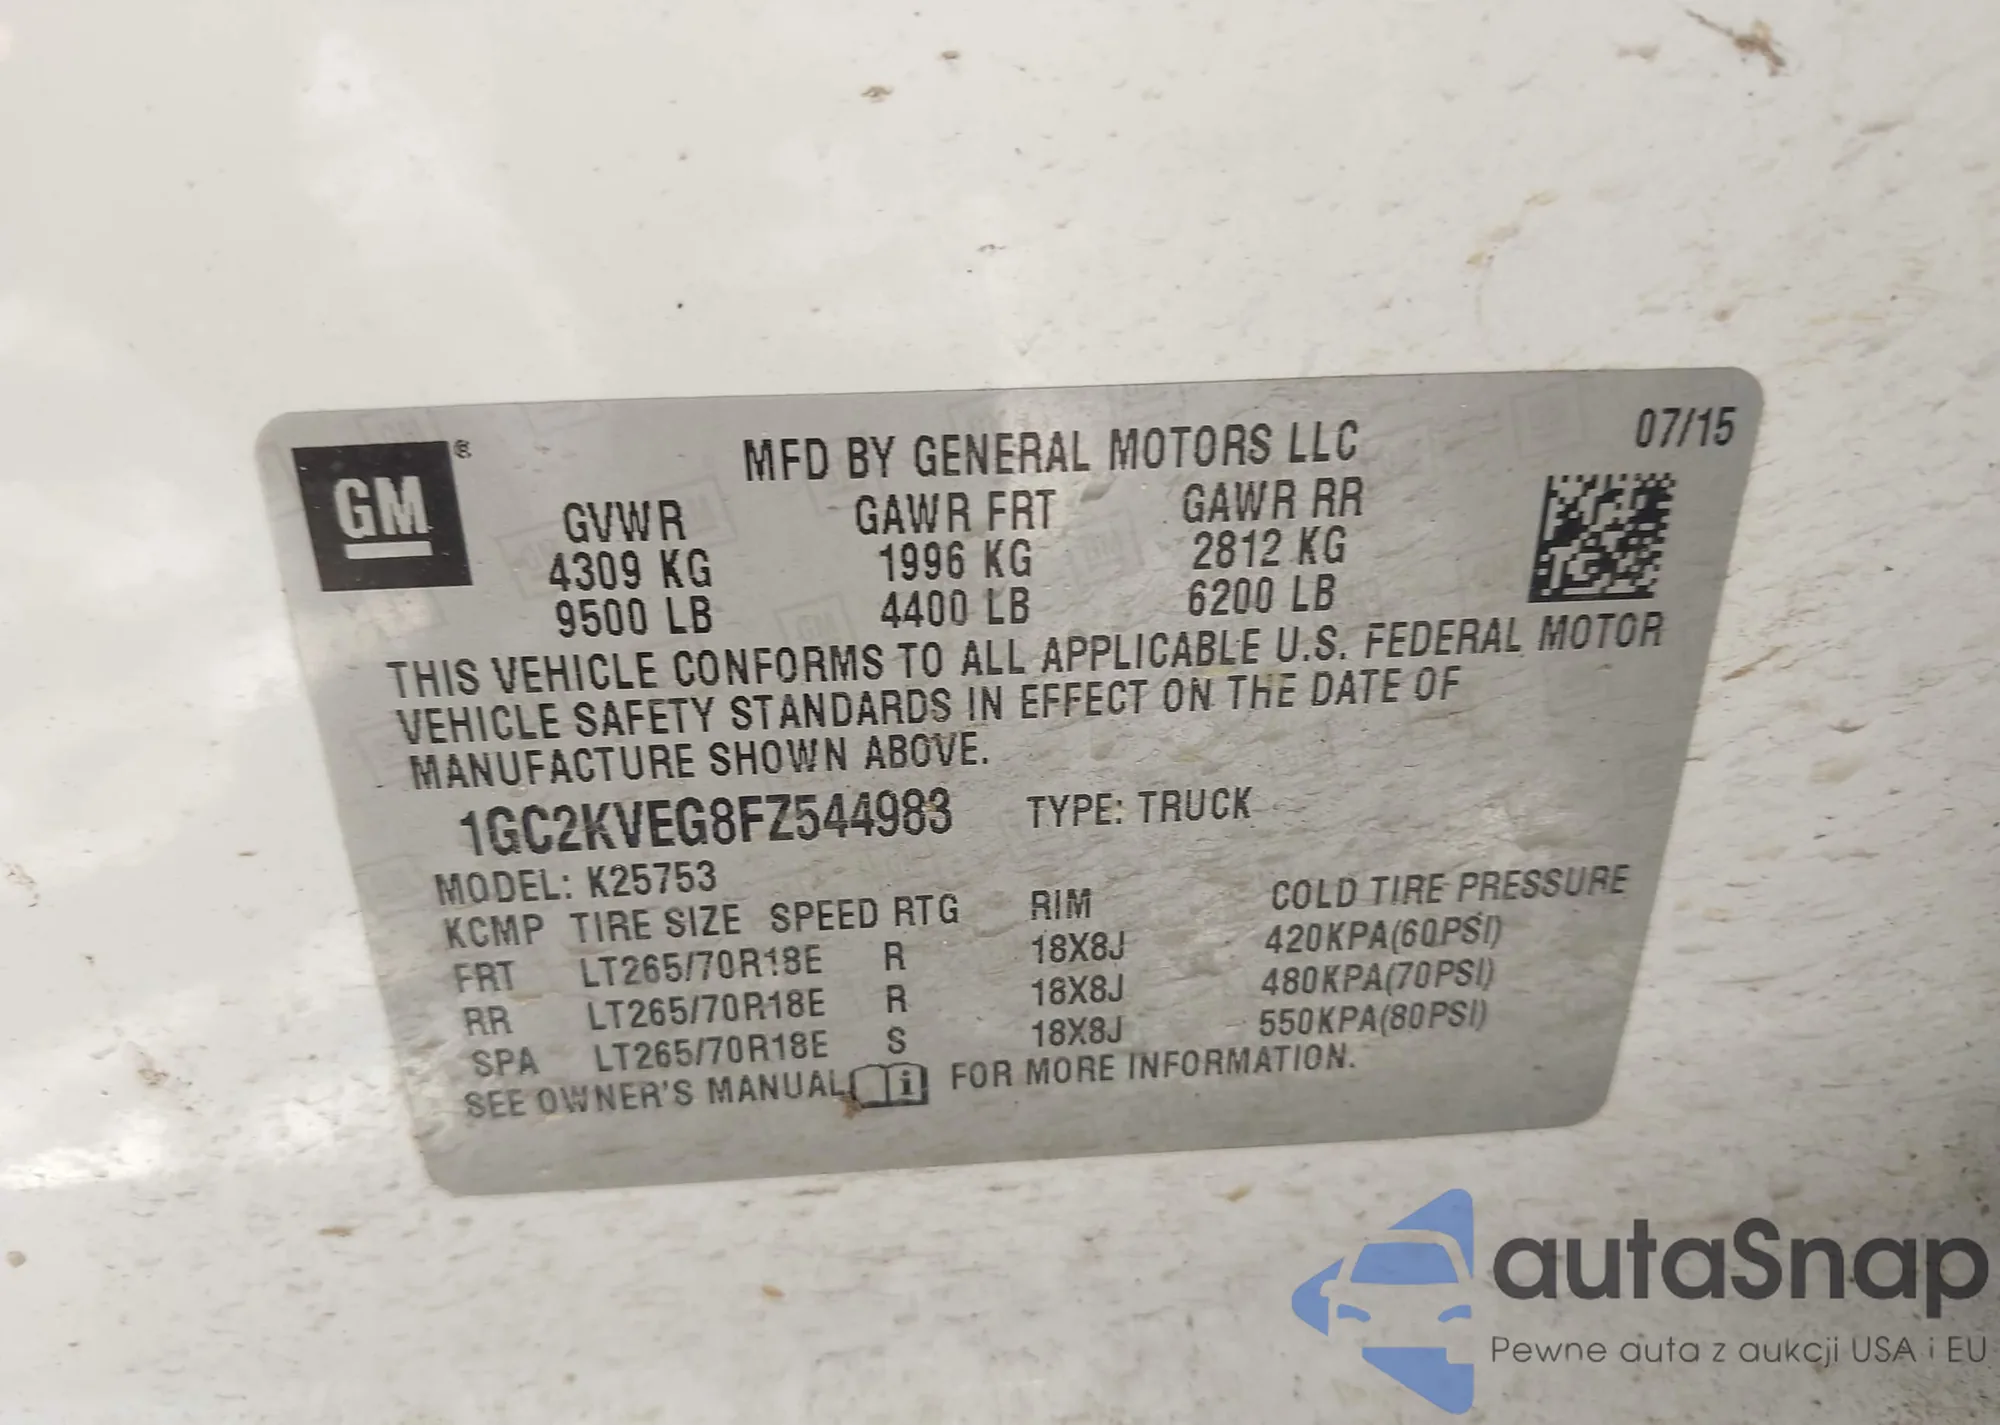 GM ®
MFD BY GENERAL MOTORS LLC 07/15
GVWR GAWR FRT GAWR RR
4309 KG 1996 KG 2812 KG
9500 LB 4400 LB 6200 LB
THIS VEHICLE CONFORMS TO ALL APPLICABLE U.S. FEDERAL MOTOR
VEHICLE SAFETY STANDARDS IN EFFECT ON THE DATE OF
MANUFACTURE SHOWN ABOVE.
1GC2KVEG8FZ544983 TYPE: TRUCK
MODEL: K25753
KCMP TIRE SIZE SPEED RTG RIM COLD TIRE PRESSURE
FRT LT265/70R18E R 18X8J 420KPA(60PSI)
RR LT265/70R18E R 18X8J 480KPA(70PSI)
SPA LT265/70R18E S 18X8J 550KPA(80PSI)
SEE OWNER'S MANUAL i FOR MORE INFORMATION.
autaSnap
Pewne auta z aukcji USA i EU